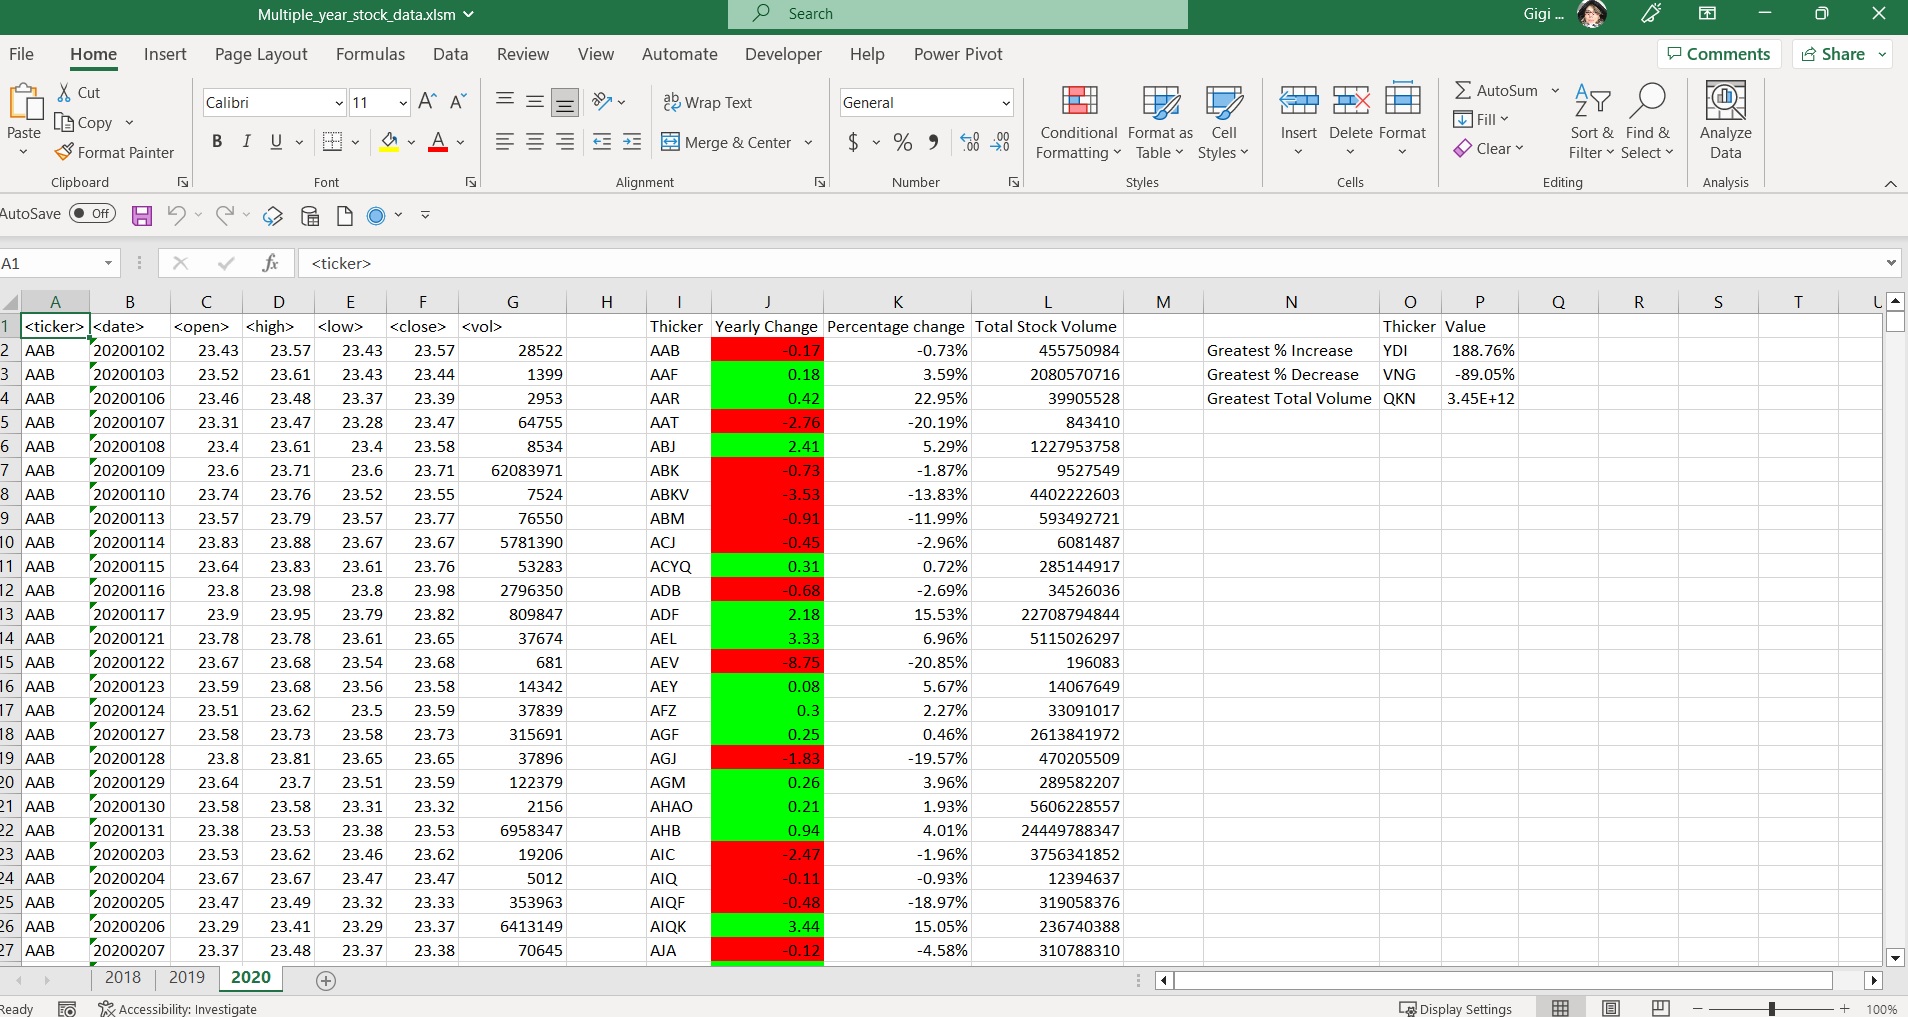 Multiple_year_stock_data.xlsm Search Gigi ...
File Home Insert Page Layout Formulas Data Review View Automate Developer Help Power Pivot Comments Share
Paste Cut Copy Format Painter
Calibri 11 A A
B I U A
ab Wrap Text
Merge & Center
General
$ % , .00 .00
Conditional Formatting Format as Table Cell Styles
Insert Delete Format
AutoSum Fill Clear
Sort & Filter Find & Select
Analyze Data
Clipboard Font Alignment Number Styles Cells Editing Analysis
AutoSave Off
A1 fx <ticker>
A B C D E F G H I J K L M N O P Q R S T U
1 <ticker> <date> <open> <high> <low> <close> <vol> Thicker Yearly Change Percentage change Total Stock Volume Thicker Value
2 AAB 20200102 23.43 23.57 23.43 23.57 28522 AAB -0.17 -0.73% 455750984 Greatest % Increase YDI 188.76%
3 AAB 20200103 23.52 23.61 23.43 23.44 1399 AAF 0.18 3.59% 2080570716 Greatest % Decrease VNG -89.05%
4 AAB 20200106 23.46 23.48 23.37 23.39 2953 AAR 0.42 22.95% 39905528 Greatest Total Volume QKN 3.45E+12
5 AAB 20200107 23.31 23.47 23.28 23.47 64755 AAT -2.76 -20.19% 843410
6 AAB 20200108 23.4 23.61 23.4 23.58 8534 ABJ 2.41 5.29% 1227953758
7 AAB 20200109 23.6 23.71 23.6 23.71 62083971 ABK -0.73 -1.87% 9527549
8 AAB 20200110 23.74 23.76 23.52 23.55 7524 ABKV -3.53 -13.83% 4402222603
9 AAB 20200113 23.57 23.79 23.57 23.77 76550 ABM -0.91 -11.99% 593492721
10 AAB 20200114 23.83 23.88 23.67 23.67 5781390 ACJ -0.45 -2.96% 6081487
11 AAB 20200115 23.64 23.83 23.61 23.76 53283 ACYQ 0.31 0.72% 285144917
12 AAB 20200116 23.8 23.98 23.8 23.98 2796350 ADB -0.68 -2.69% 34526036
13 AAB 20200117 23.9 23.95 23.79 23.82 809847 ADF 2.18 15.53% 22708794844
14 AAB 20200121 23.78 23.78 23.61 23.65 37674 AEL 3.33 6.96% 5115026297
15 AAB 20200122 23.67 23.68 23.54 23.68 681 AEV -8.75 -20.85% 196083
16 AAB 20200123 23.59 23.68 23.56 23.58 14342 AEY 0.08 5.67% 14067649
17 AAB 20200124 23.51 23.62 23.5 23.59 37839 AFZ 0.3 2.27% 33091017
18 AAB 20200127 23.58 23.73 23.58 23.73 315691 AGF 0.25 0.46% 2613841972
19 AAB 20200128 23.8 23.81 23.65 23.65 37896 AGJ -1.83 -19.57% 470205509
20 AAB 20200129 23.64 23.7 23.51 23.59 122379 AGM 0.26 3.96% 289582207
21 AAB 20200130 23.58 23.58 23.31 23.32 2156 AHAO 0.21 1.93% 5606228557
22 AAB 20200131 23.38 23.53 23.38 23.53 6958347 AHB 0.94 4.01% 24449788347
23 AAB 20200203 23.53 23.62 23.46 23.62 19206 AIC -2.47 -1.96% 3756341852
24 AAB 20200204 23.67 23.67 23.47 23.47 5012 AIQ -0.11 -0.93% 12394637
25 AAB 20200205 23.47 23.49 23.32 23.33 353963 AIQF -0.48 -18.97% 319058376
26 AAB 20200206 23.29 23.41 23.29 23.37 6413149 AIQK 3.44 15.05% 236740388
27 AAB 20200207 23.37 23.48 23.37 23.38 70645 AJA -0.12 -4.58% 310788310
2018 2019 2020
Ready Accessibility: Investigate Display Settings 100%